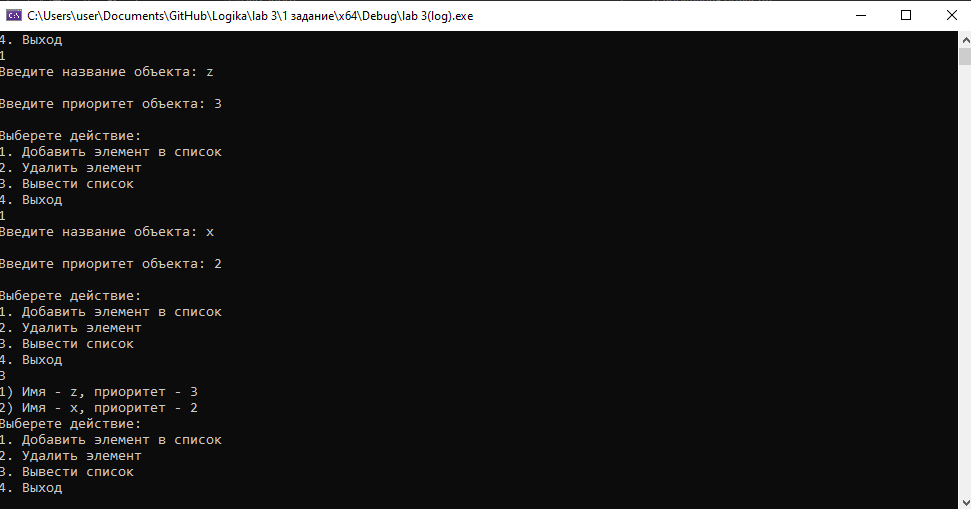 C:\Users\user\Documents\GitHub\Logika\lab 3\1 задание\x64\Debug\lab 3(log).exe
4. Выход
1
Введите название объекта: z
Введите приоритет объекта: 3
Выберете действие:
1. Добавить элемент в список
2. Удалить элемент
3. Вывести список
4. Выход
1
Введите название объекта: x
Введите приоритет объекта: 2
Выберете действие:
1. Добавить элемент в список
2. Удалить элемент
3. Вывести список
4. Выход
3
1) Имя - z, приоритет - 3
2) Имя - x, приоритет - 2
Выберете действие:
1. Добавить элемент в список
2. Удалить элемент
3. Вывести список
4. Выход